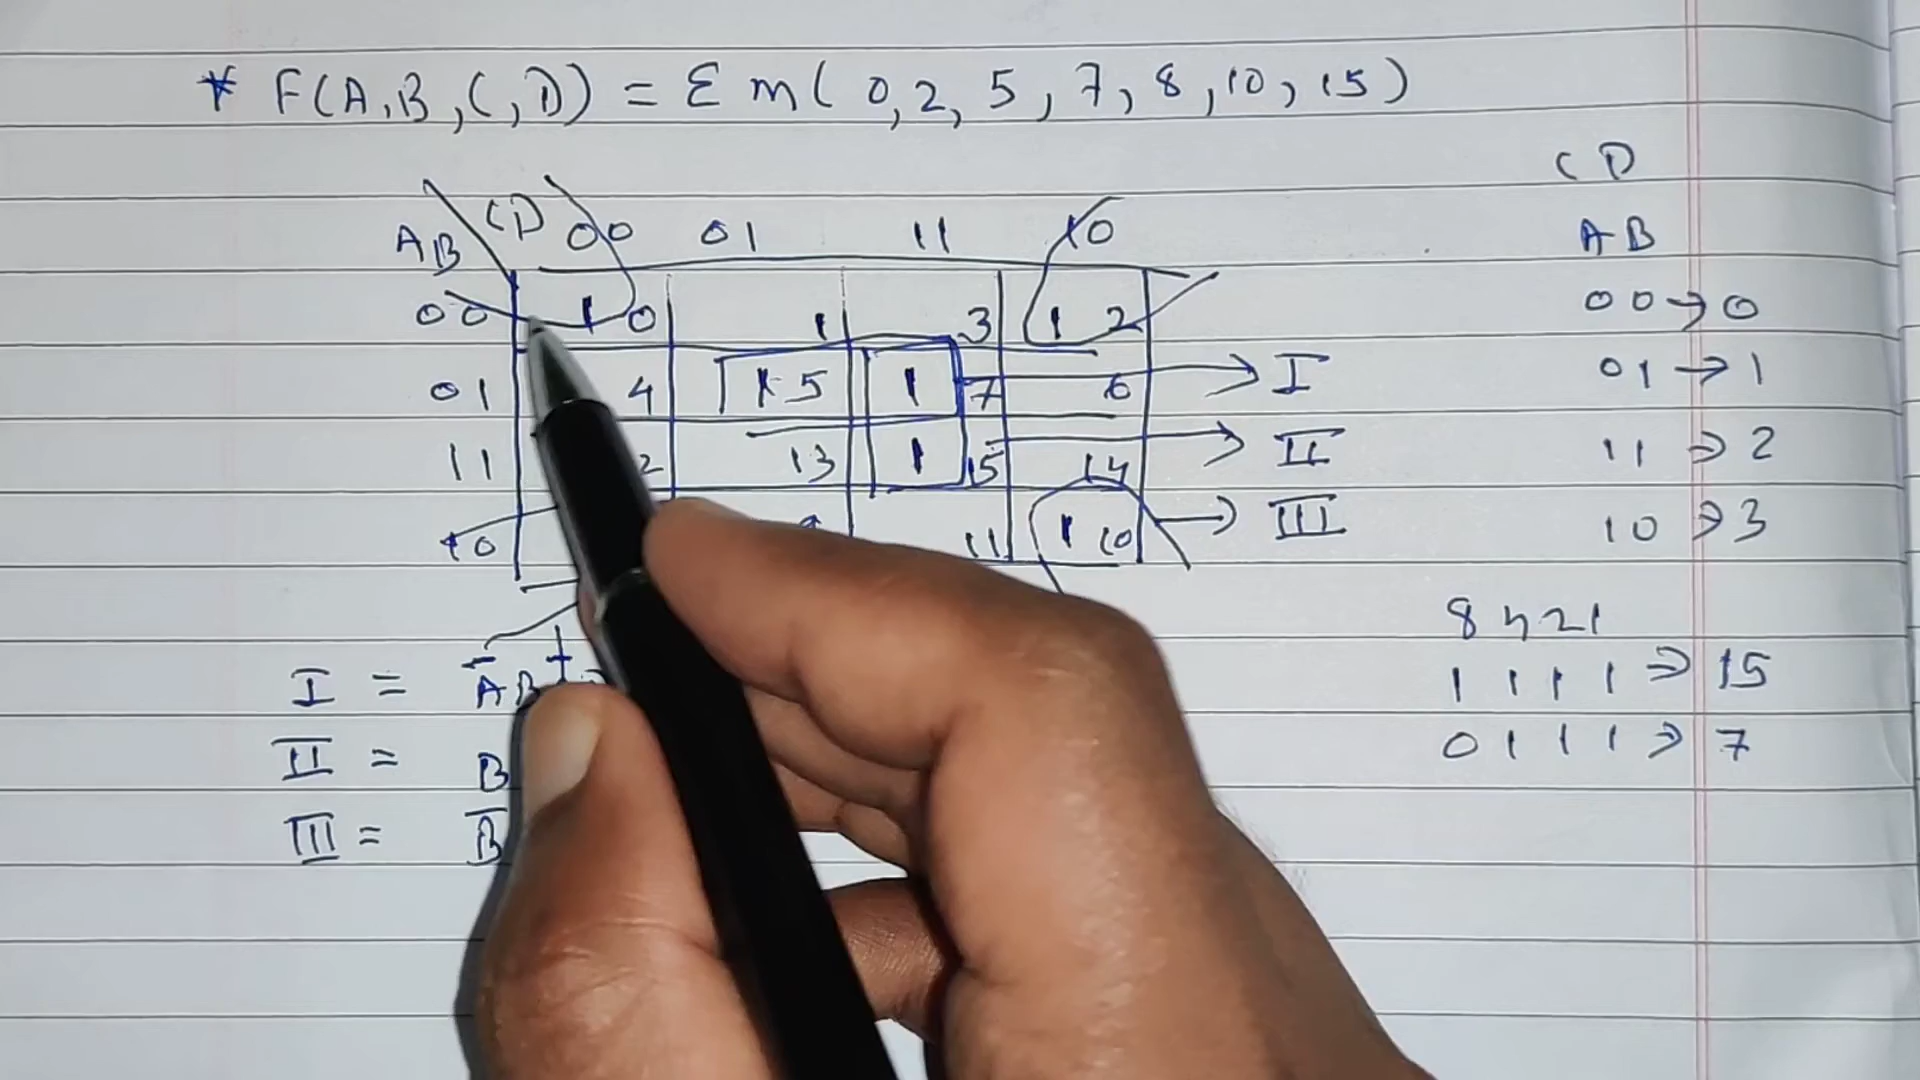 * F(A,B,C,D) = Σ m( 0,2, 5, 7, 8, 10, 15)
CD
AB
CD 00 01 11 10
AB
00 1 0 1 3 1 2
00 → 0
01 4 1 5 1 7 6 → I
01 → 1
11 2 13 1 15 14 → II
11 → 2
10 11 1 10 → III
10 → 3
8 4 2 1
I = A̅ B
1 1 1 1 → 15
II = B
0 1 1 1 → 7
III = B̅